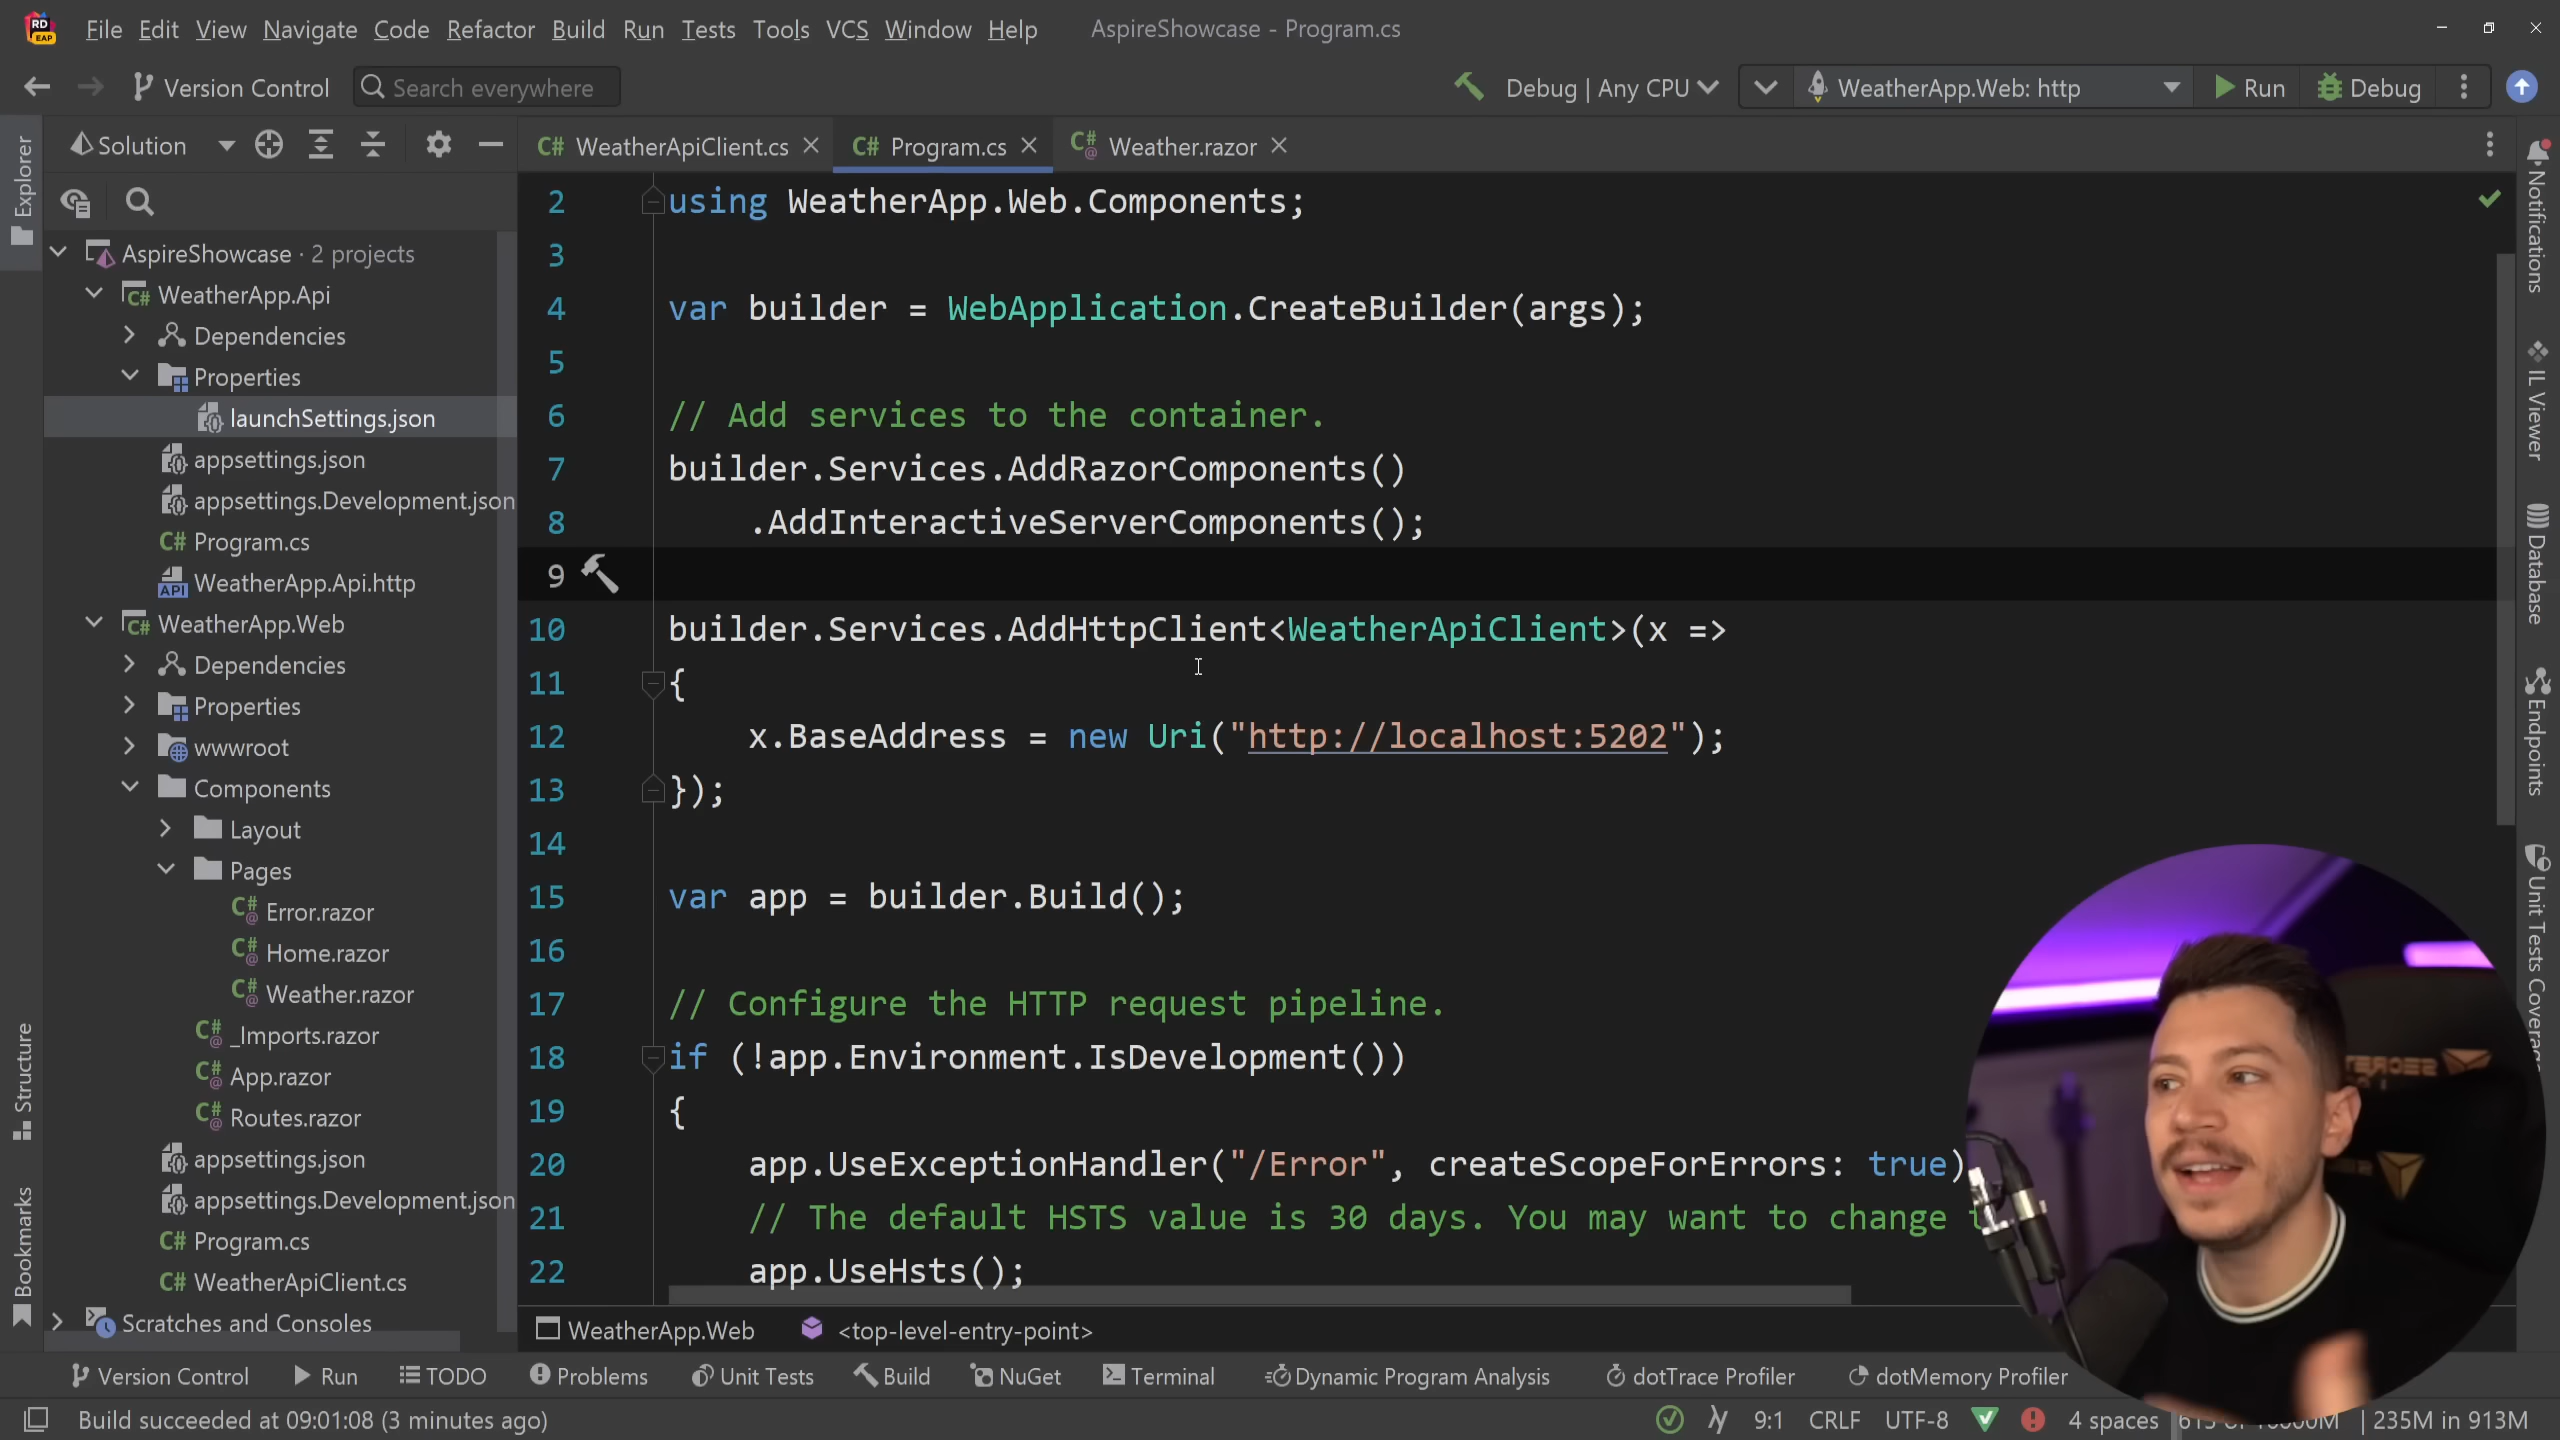 File Edit View Navigate Code Refactor Build Run Tests Tools VCS Window Help AspireShowcase - Program.cs
Version Control Search everywhere Debug | Any CPU WeatherApp.Web: http Run Debug
Solution
C# WeatherApiClient.cs C# Program.cs C# Weather.razor
Explorer
AspireShowcase · 2 projects
WeatherApp.Api
Dependencies
Properties
launchSettings.json
appsettings.json
appsettings.Development.json
C# Program.cs
API WeatherApp.Api.http
WeatherApp.Web
Dependencies
Properties
wwwroot
Components
Layout
Pages
Error.razor
Home.razor
Weather.razor
_Imports.razor
App.razor
Routes.razor
appsettings.json
appsettings.Development.json
C# Program.cs
C# WeatherApiClient.cs
Scratches and Consoles
Structure
Bookmarks
2 using WeatherApp.Web.Components;
3
4 var builder = WebApplication.CreateBuilder(args);
5
6 // Add services to the container.
7 builder.Services.AddRazorComponents()
8 .AddInteractiveServerComponents();
9
10 builder.Services.AddHttpClient<WeatherApiClient>(x =>
11 {
12 x.BaseAddress = new Uri("http://localhost:5202");
13 });
14
15 var app = builder.Build();
16
17 // Configure the HTTP request pipeline.
18 if (!app.Environment.IsDevelopment())
19 {
20 app.UseExceptionHandler("/Error", createScopeForErrors: true)
21 // The default HSTS value is 30 days. You may want to change
22 app.UseHsts();
Notifications
IL Viewer
Database
Endpoints
Unit Tests Coverage
WeatherApp.Web <top-level-entry-point>
Version Control Run TODO Problems Unit Tests Build NuGet Terminal Dynamic Program Analysis dotTrace Profiler dotMemory Profiler
Build succeeded at 09:01:08 (3 minutes ago) 9:1 CRLF UTF-8 4 spaces 235M in 913M